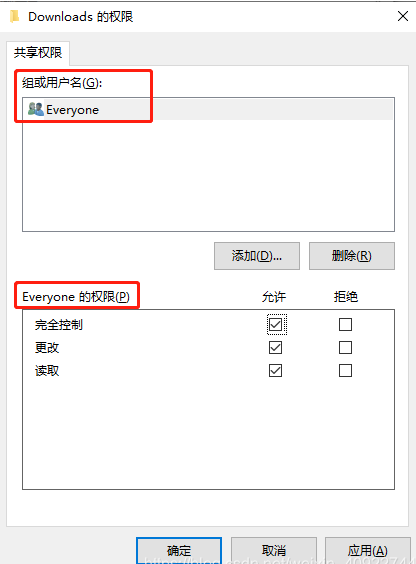 Downloads 的权限
共享权限
组或用户名(G):
Everyone
添加(D)...
删除(R)
Everyone 的权限(P)
允许
拒绝
完全控制
更改
读取
确定
取消
应用(A)